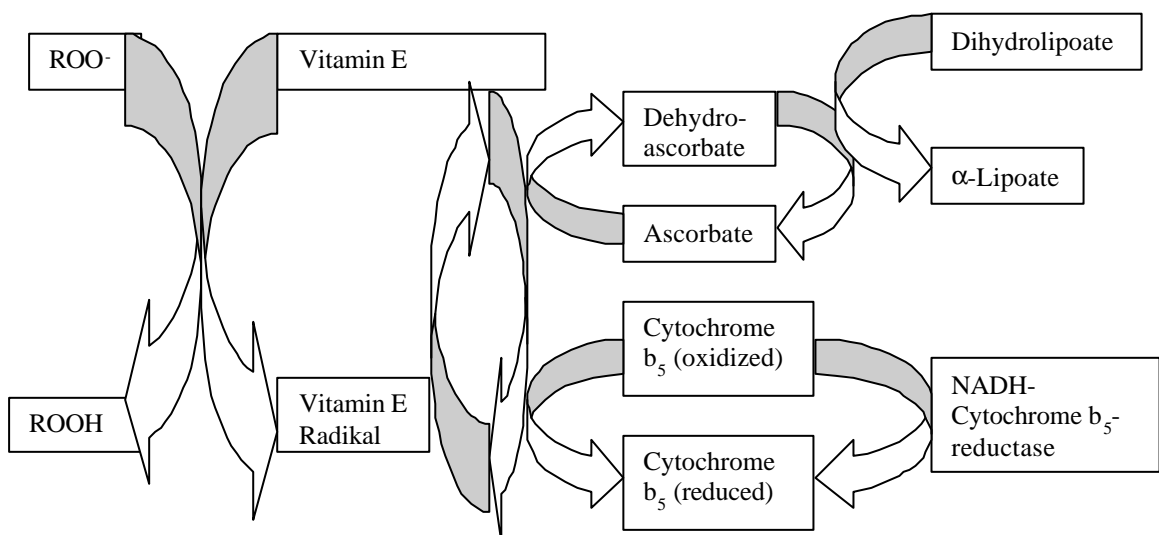 ROO·
Vitamin E
Dihydrolipoate
Dehydro-
ascorbate
α-Lipoate
Ascorbate
Cytochrome
b₅ (oxidized)
NADH-
Cytochrome b₅-
reductase
ROOH
Vitamin E
Radikal
Cytochrome
b₅ (reduced)